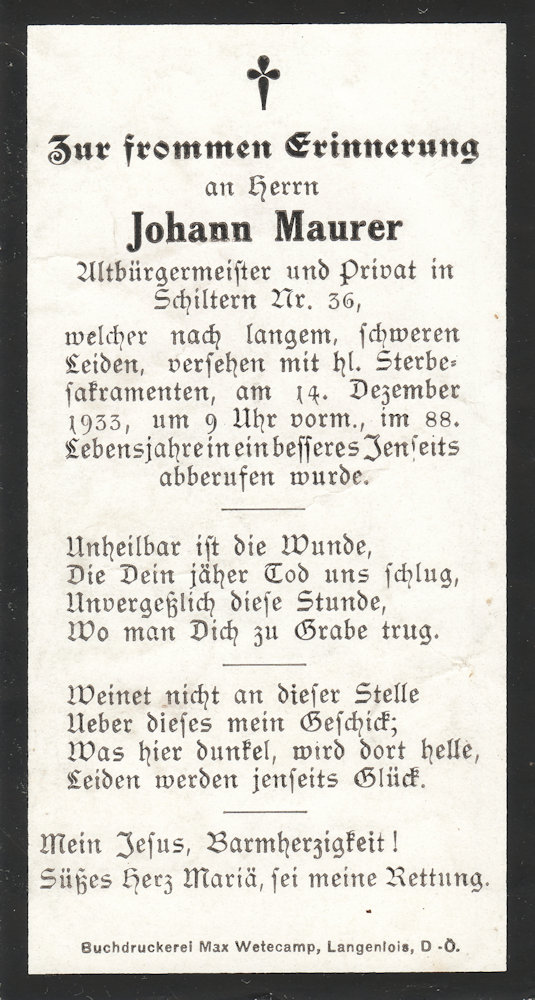 Zur frommen Erinnerung
an Herrn
Johann Maurer
Altbürgermeister und Privat in
Schiltern Nr. 36,
welcher nach langem, schweren
Leiden, versehen mit hl. Sterbe-
sakramenten, am 14. Dezember
1933, um 9 Uhr vorm., im 88.
Lebensjahre in ein besseres Jenseits
abberufen wurde.
Unheilbar ist die Wunde,
Die Dein jäher Tod uns schlug,
Unvergeßlich diese Stunde,
Wo man Dich zu Grabe trug.
Weinet nicht an dieser Stelle
Ueber dieses mein Geschick;
Was hier dunkel, wird dort helle,
Leiden werden jenseits Glück.
Mein Jesus, Barmherzigkeit!
Süßes Herz Mariä, sei meine Rettung.
Buchdruckerei Max Wetecamp, Langenlois, D.-Ö.